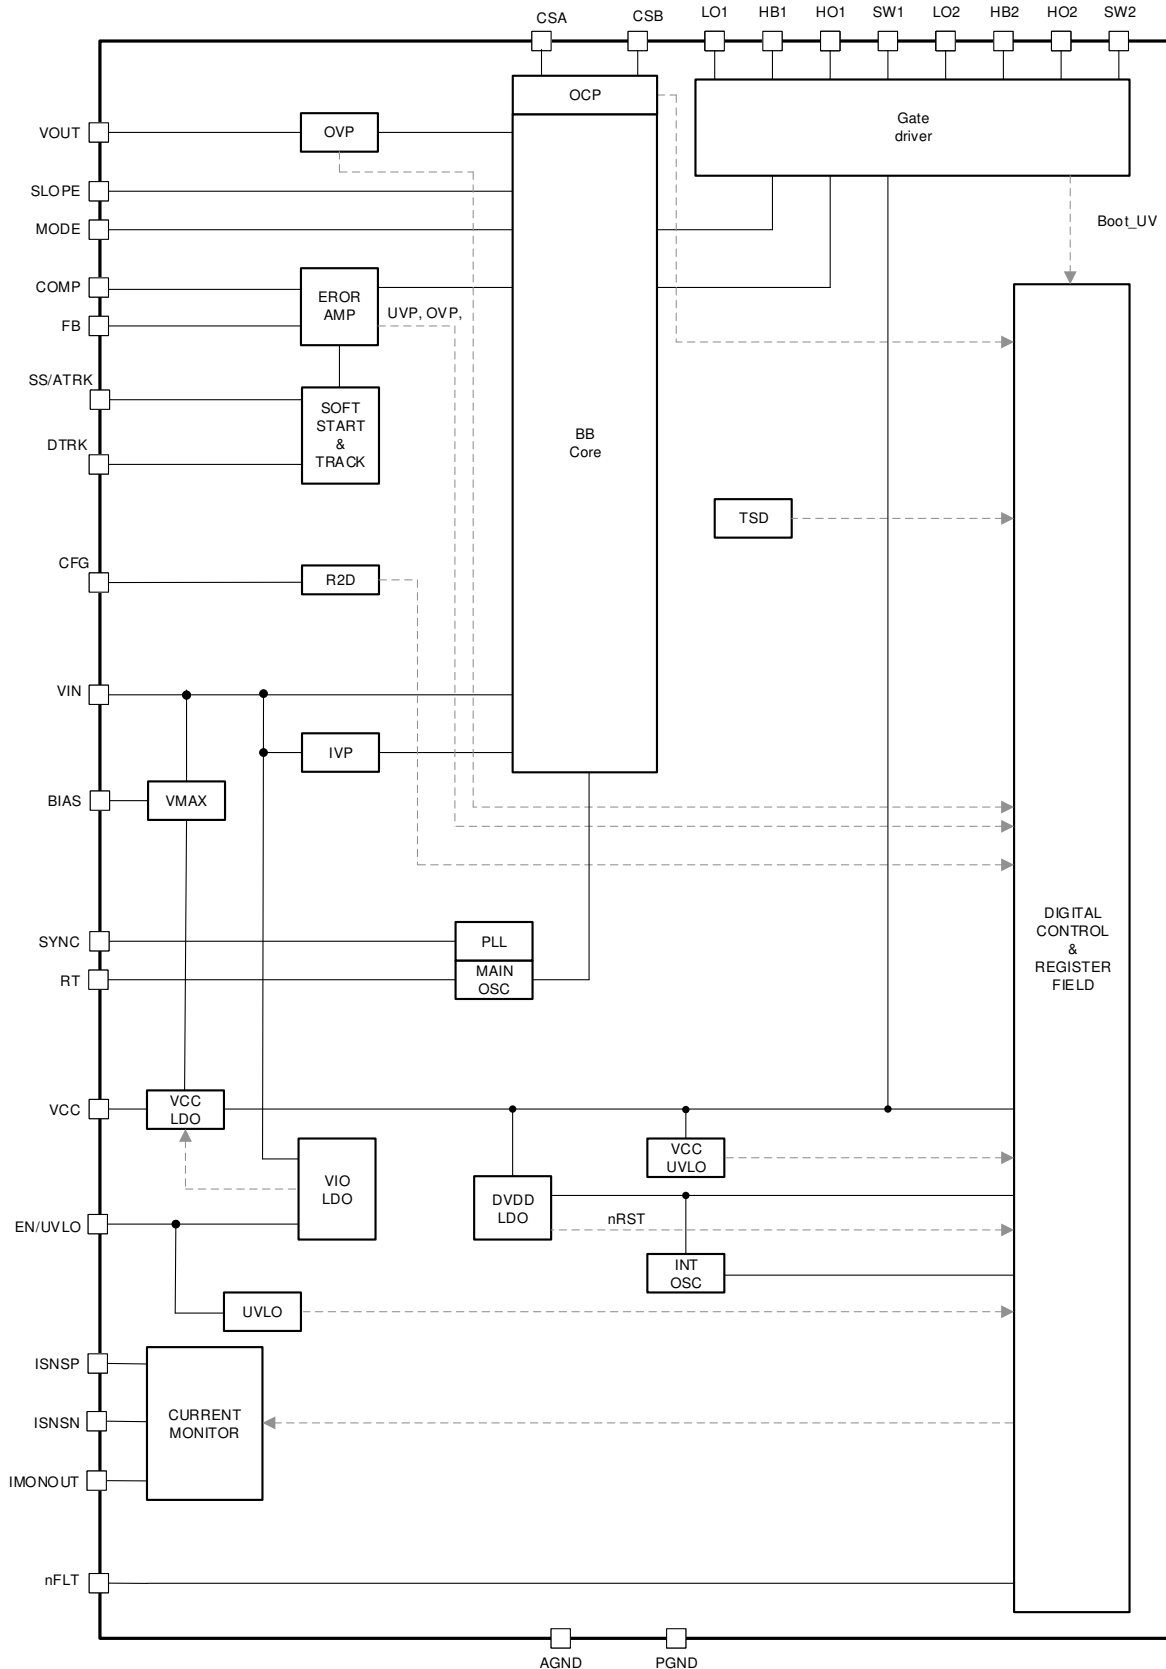 CSA
CSB
LO1
HB1
HO1
SW1
LO2
HB2
HO2
SW2
OCP
Gate
driver
VOUT
OVP
SLOPE
MODE
Boot_UV
COMP
EROR
AMP
UVP, OVP,
FB
SS/ATRK
SOFT
START
&
TRACK
DTRK
BB
Core
TSD
CFG
R2D
VIN
IVP
BIAS
VMAX
DIGITAL
CONTROL
&
REGISTER
FIELD
SYNC
PLL
RT
MAIN
OSC
VCC
VCC
LDO
VCC
UVLO
VIO
LDO
DVDD
LDO
nRST
EN/UVLO
INT
OSC
UVLO
ISNSP
ISNSN
CURRENT
MONITOR
IMONOUT
nFLT
AGND
PGND